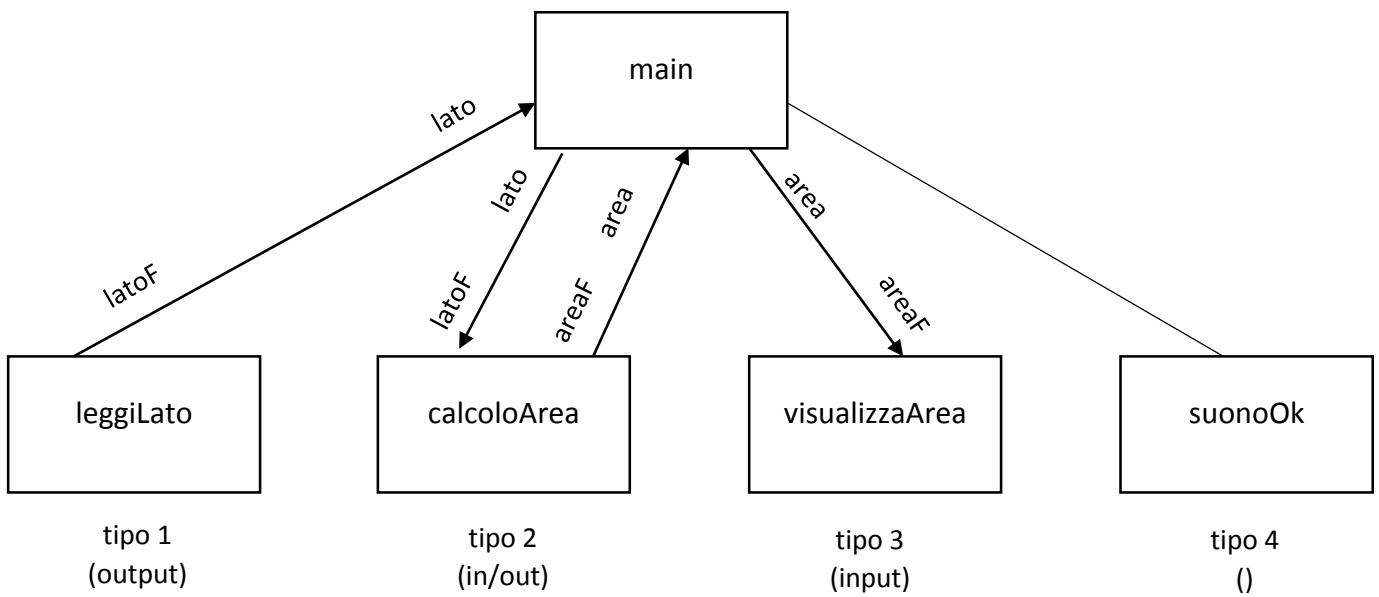 main
lato
lato
area
area
latoF
latoF
areaF
areaF
leggiLato
calcoloArea
visualizzaArea
suonoOk
tipo 1
(output)
tipo 2
(in/out)
tipo 3
(input)
tipo 4
()